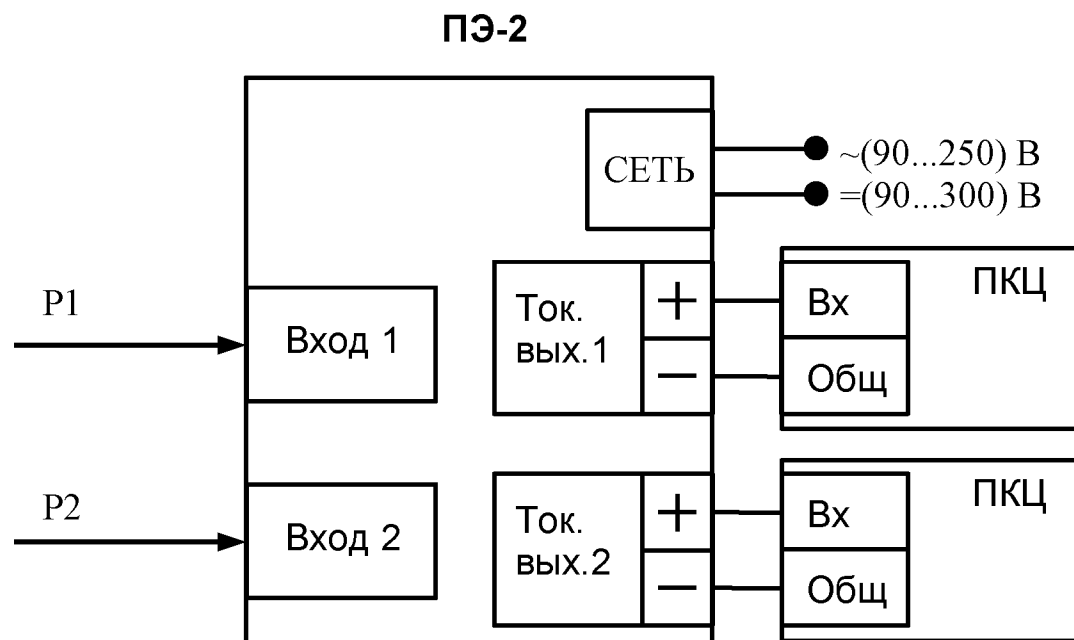 ПЭ-2
СЕТЬ
~(90...250) В
=(90...300) В
P1
Вход 1
Ток.
вых.1
+
−
Вх
Общ
ПКЦ
P2
Вход 2
Ток.
вых.2
+
−
Вх
Общ
ПКЦ